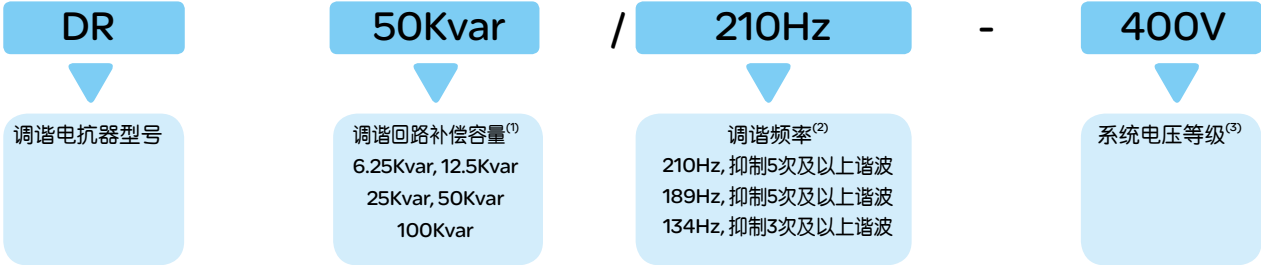 DR 50Kvar / 210Hz - 400V
调谐电抗器型号
调谐回路补偿容量(1)
6.25Kvar, 12.5Kvar
25Kvar, 50Kvar
100Kvar
调谐频率(2)
210Hz, 抑制5次及以上谐波
189Hz, 抑制5次及以上谐波
134Hz, 抑制3次及以上谐波
系统电压等级(3)